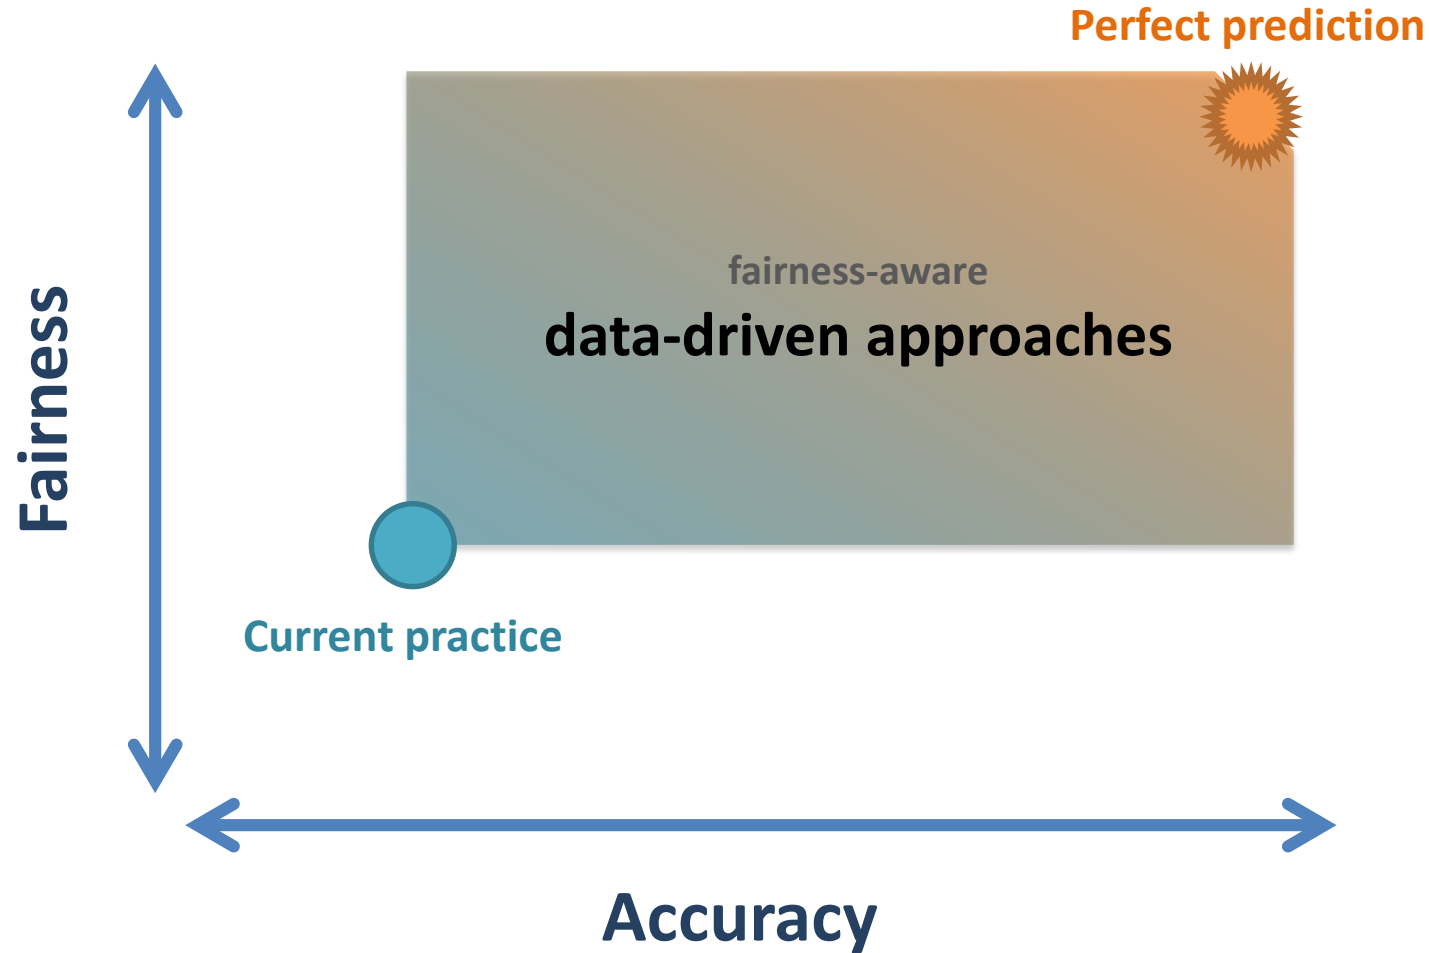 Perfect prediction
fairness-aware
data-driven approaches
Fairness
Current practice
Accuracy